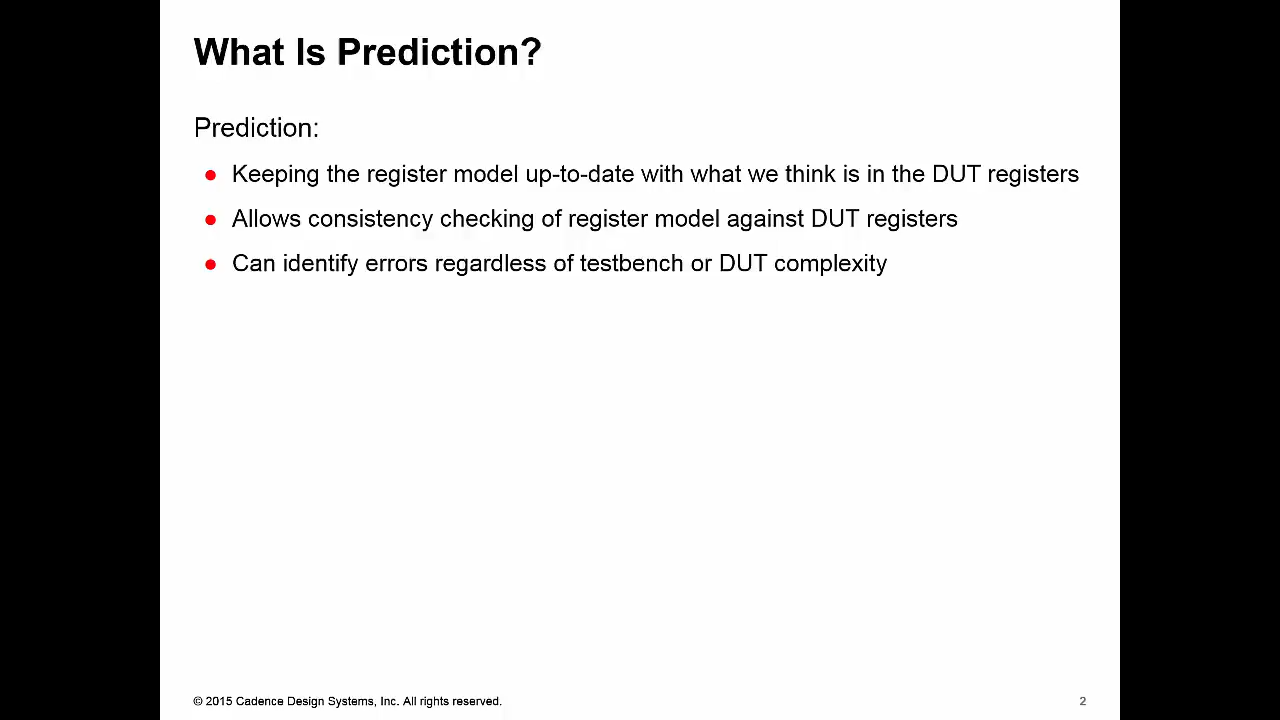 What Is Prediction?
Prediction:
● Keeping the register model up-to-date with what we think is in the DUT registers
● Allows consistency checking of register model against DUT registers
● Can identify errors regardless of testbench or DUT complexity
© 2015 Cadence Design Systems, Inc. All rights reserved.
2